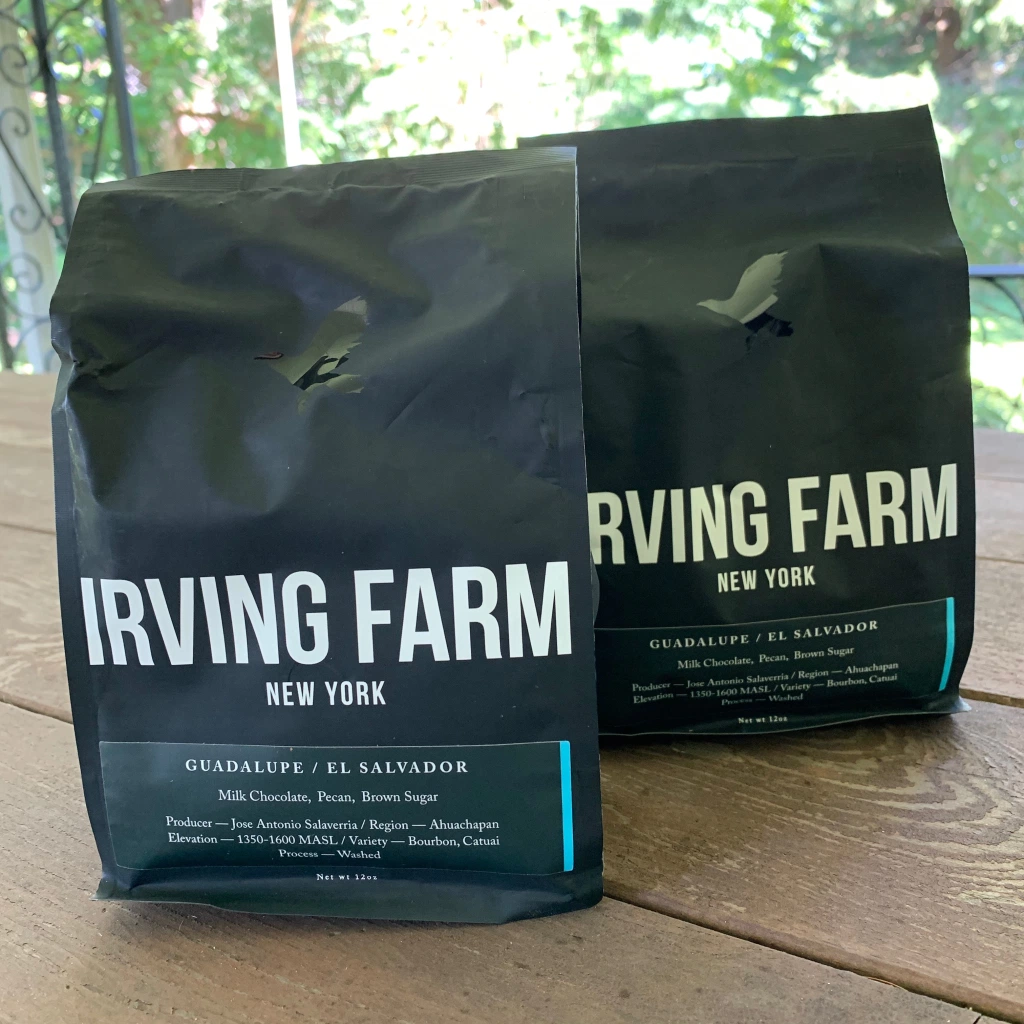 IRVING FARM
NEW YORK
GUADALUPE / EL SALVADOR
Milk Chocolate, Pecan, Brown Sugar
Producer — Jose Antonio Salaverria / Region — Ahuachapan
Elevation — 1350-1600 MASL / Variety — Bourbon, Catuai
Process — Washed
Net wt 12oz
RVING FARM
NEW YORK
GUADALUPE / EL SALVADOR
Milk Chocolate, Pecan, Brown Sugar
Producer — Jose Antonio Salaverria / Region — Ahuachapan
Elevation — 1350-1600 MASL / Variety — Bourbon, Catuai
Process — Washed
Net wt 12oz